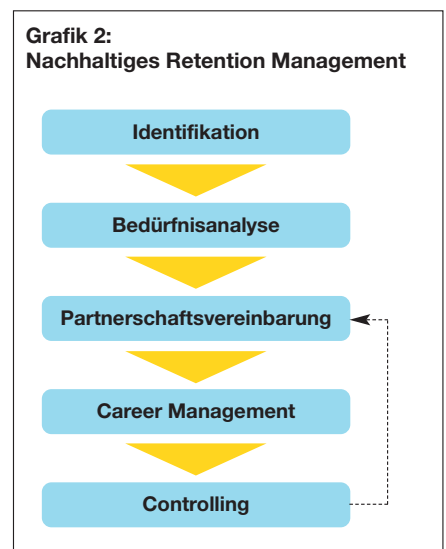 Grafik 2:
Nachhaltiges Retention Management
Identifikation
Bedürfnisanalyse
Partnerschaftsvereinbarung
Career Management
Controlling